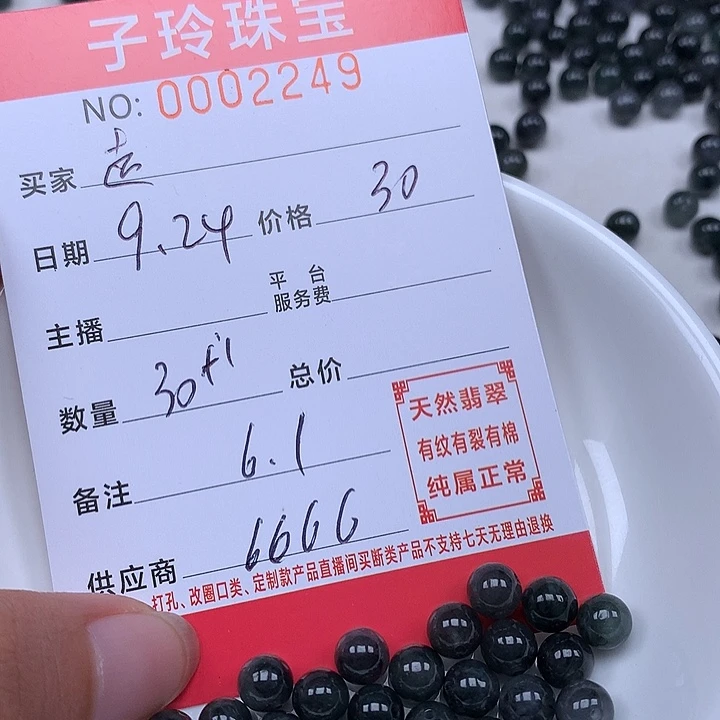 子玲珠宝
NO: 0002249
买家
日期 9.24 价格 30
主播 平台服务费
数量 30+1 总价
备注 6.1
供应商 6666
天然翡翠
有纹有裂有棉
纯属正常
打孔、改圈口类、定制款产品直播间买断类产品不支持七天无理由退换